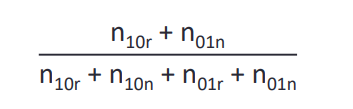 n₁₀ᵣ + n₀₁ₙ
n₁₀ᵣ + n₁₀ₙ + n₀₁ᵣ + n₀₁ₙ